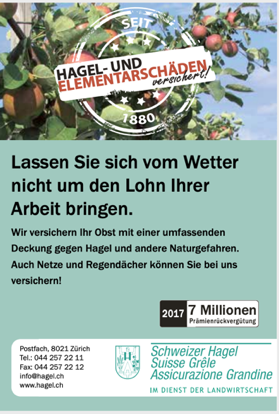 SEIT
HAGEL- UND
ELEMENTARSCHÄDEN
versichert!
1880
Lassen Sie sich vom Wetter
nicht um den Lohn Ihrer
Arbeit bringen.
Wir versichern Ihr Obst mit einer umfassenden
Deckung gegen Hagel und andere Naturgefahren.
Auch Netze und Regendächer können Sie bei uns
versichern!
2017 7 Millionen
Prämienrückvergütung
Postfach, 8021 Zürich
Tel.: 044 257 22 11
Fax: 044 257 22 12
info@hagel.ch
www.hagel.ch
Schweizer Hagel
Suisse Grêle
Assicurazione Grandine
IM DIENST DER LANDWIRTSCHAFT